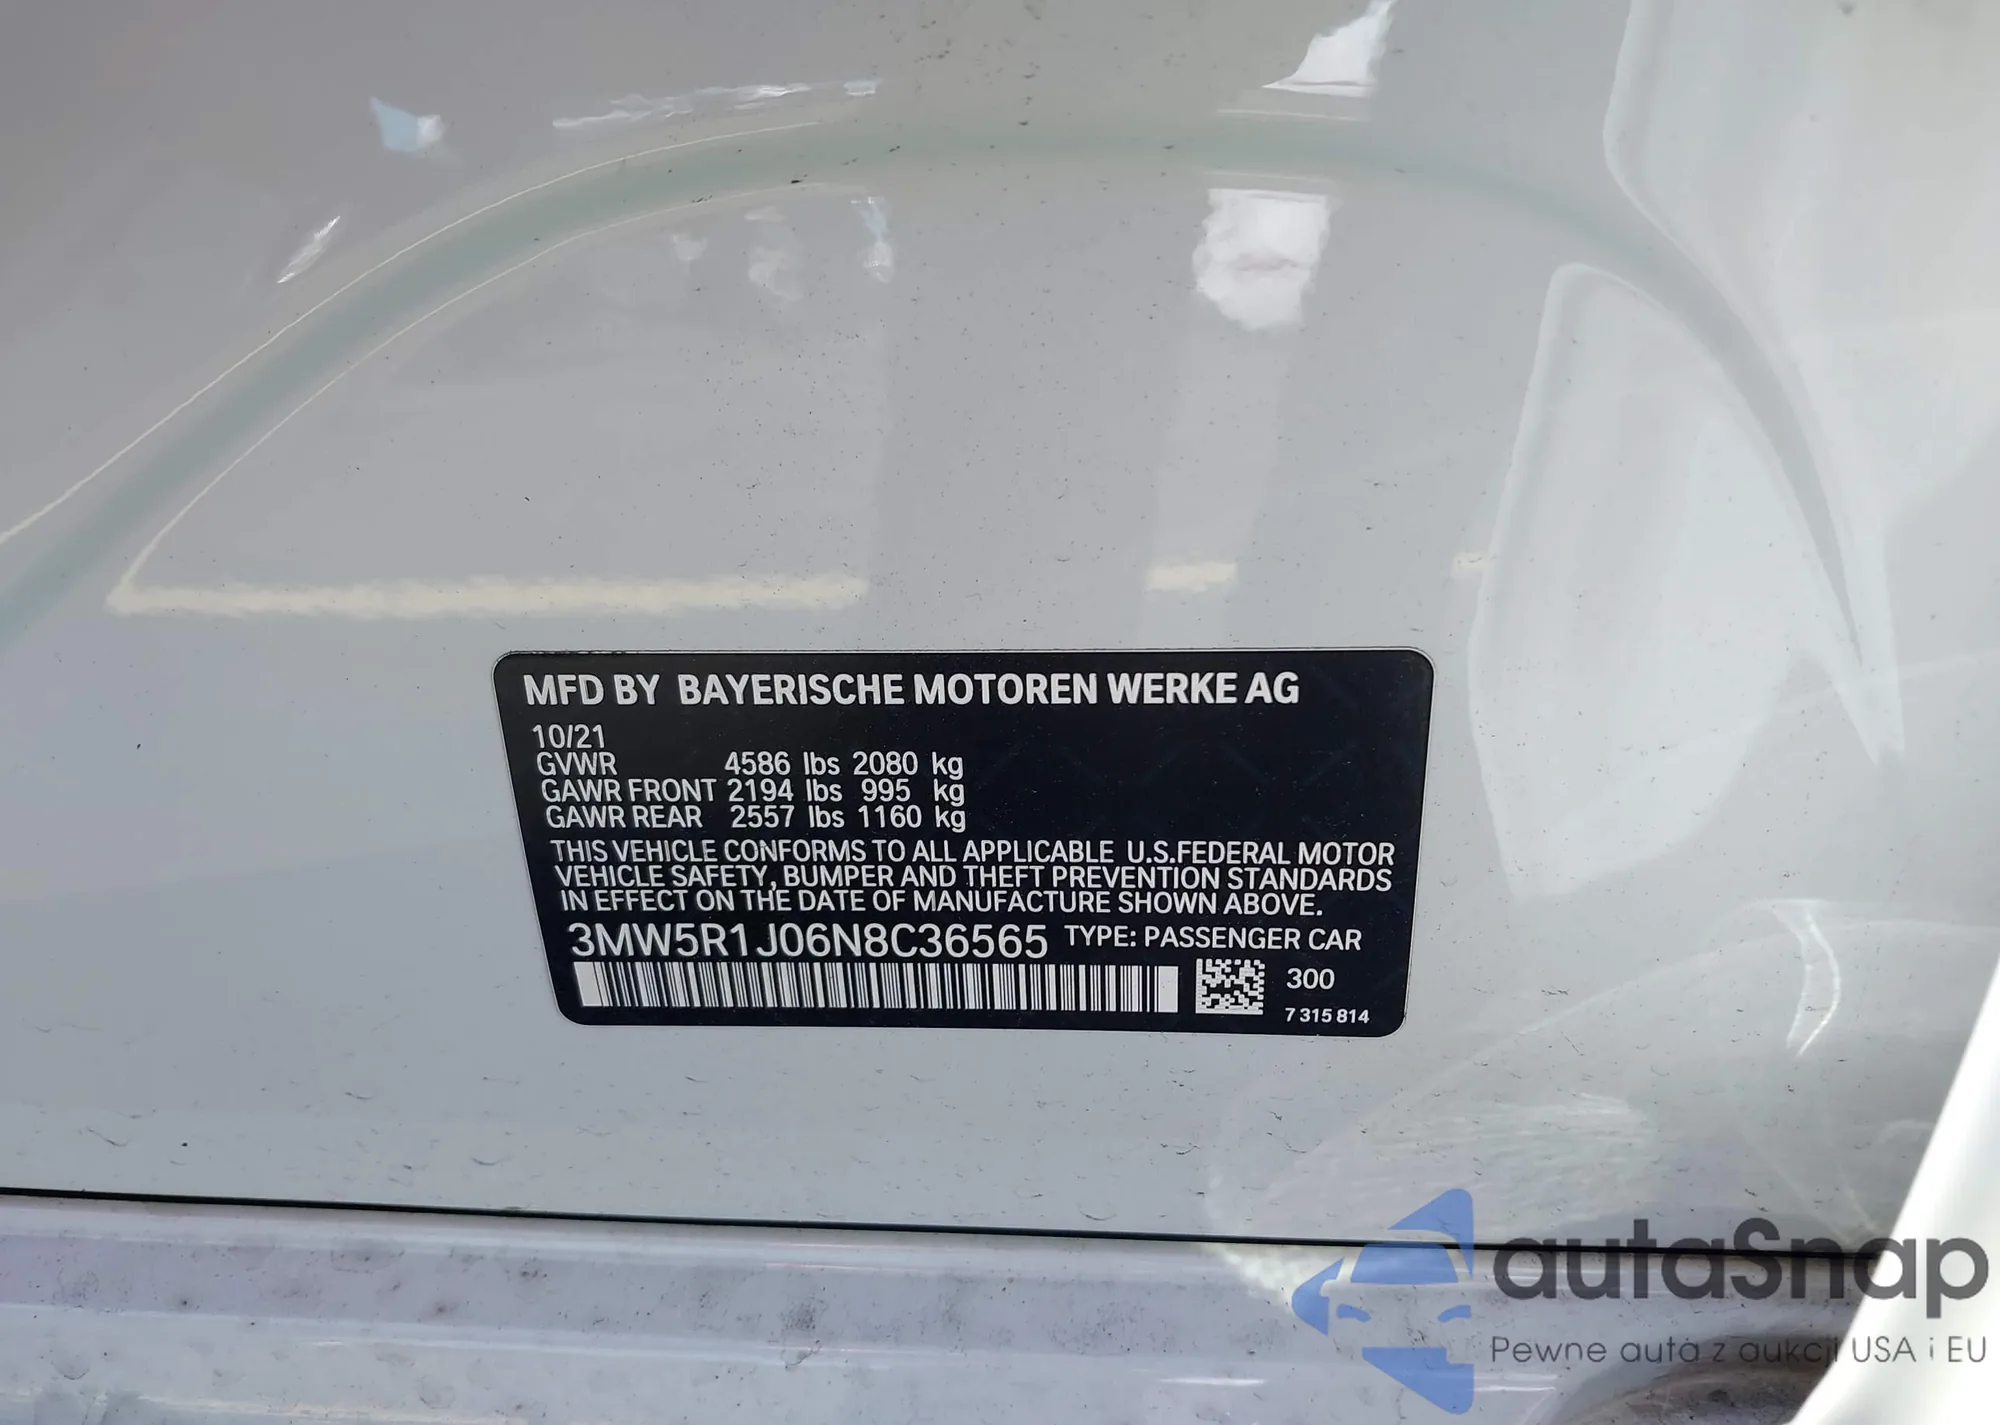 MFD BY BAYERISCHE MOTOREN WERKE AG
10/21
GVWR 4586 lbs 2080 kg
GAWR FRONT 2194 lbs 995 kg
GAWR REAR 2557 lbs 1160 kg
THIS VEHICLE CONFORMS TO ALL APPLICABLE U.S.FEDERAL MOTOR
VEHICLE SAFETY, BUMPER AND THEFT PREVENTION STANDARDS
IN EFFECT ON THE DATE OF MANUFACTURE SHOWN ABOVE.
3MW5R1J06N8C36565 TYPE: PASSENGER CAR
300
7 315 814
autaSnap
Pewne auta z aukcji USA i EU